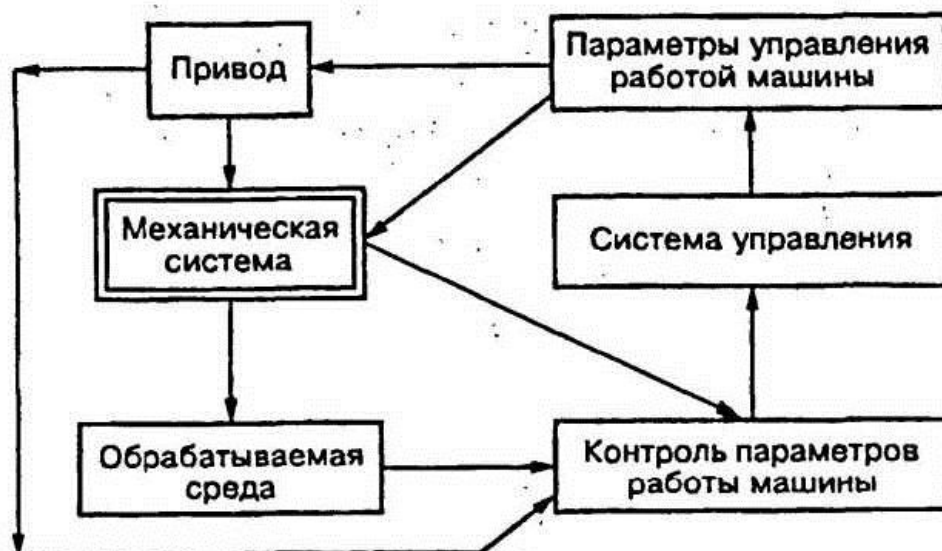 Привод
Параметры управления
работой машины
Механическая
система
Система управления
Обрабатываемая
среда
Контроль параметров
работы машины